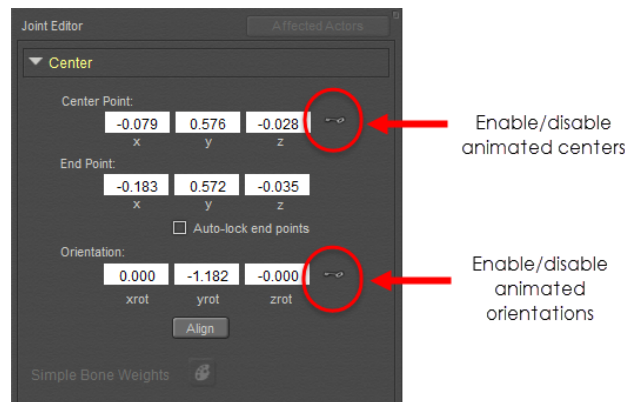 Joint Editor
Affected Actors
Center
Center Point:
-0.079 0.576 -0.028
x y z
Enable/disable
animated centers
End Point:
-0.183 0.572 -0.035
x y z
Auto-lock end points
Orientation:
0.000 -1.182 -0.000
xrot yrot zrot
Enable/disable
animated
orientations
Align
Simple Bone Weights